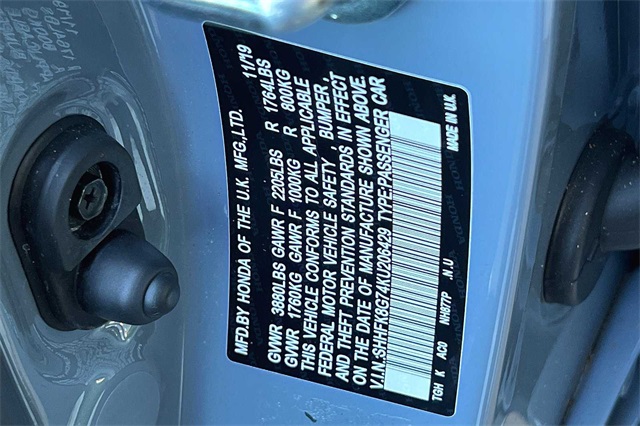 MFD.BY HONDA OF THE U.K. MFG.,LTD. 11/19
GVWR 3880LBS GAWR F 2205LBS R 1764LBS
GVWR 1760KG GAWR F 1000KG R 800KG
THIS VEHICLE CONFORMS TO ALL APPLICABLE
FEDERAL MOTOR VEHICLE SAFETY , BUMPER ,
AND THEFT PREVENTION STANDARDS IN EFFECT
ON THE DATE OF MANUFACTURE SHOWN ABOVE.
V.I.N.:SHHFK8G74KU206429 TYPE:PASSENGER CAR
TGH K AC0 NH877P .N.U MADE IN U.K.